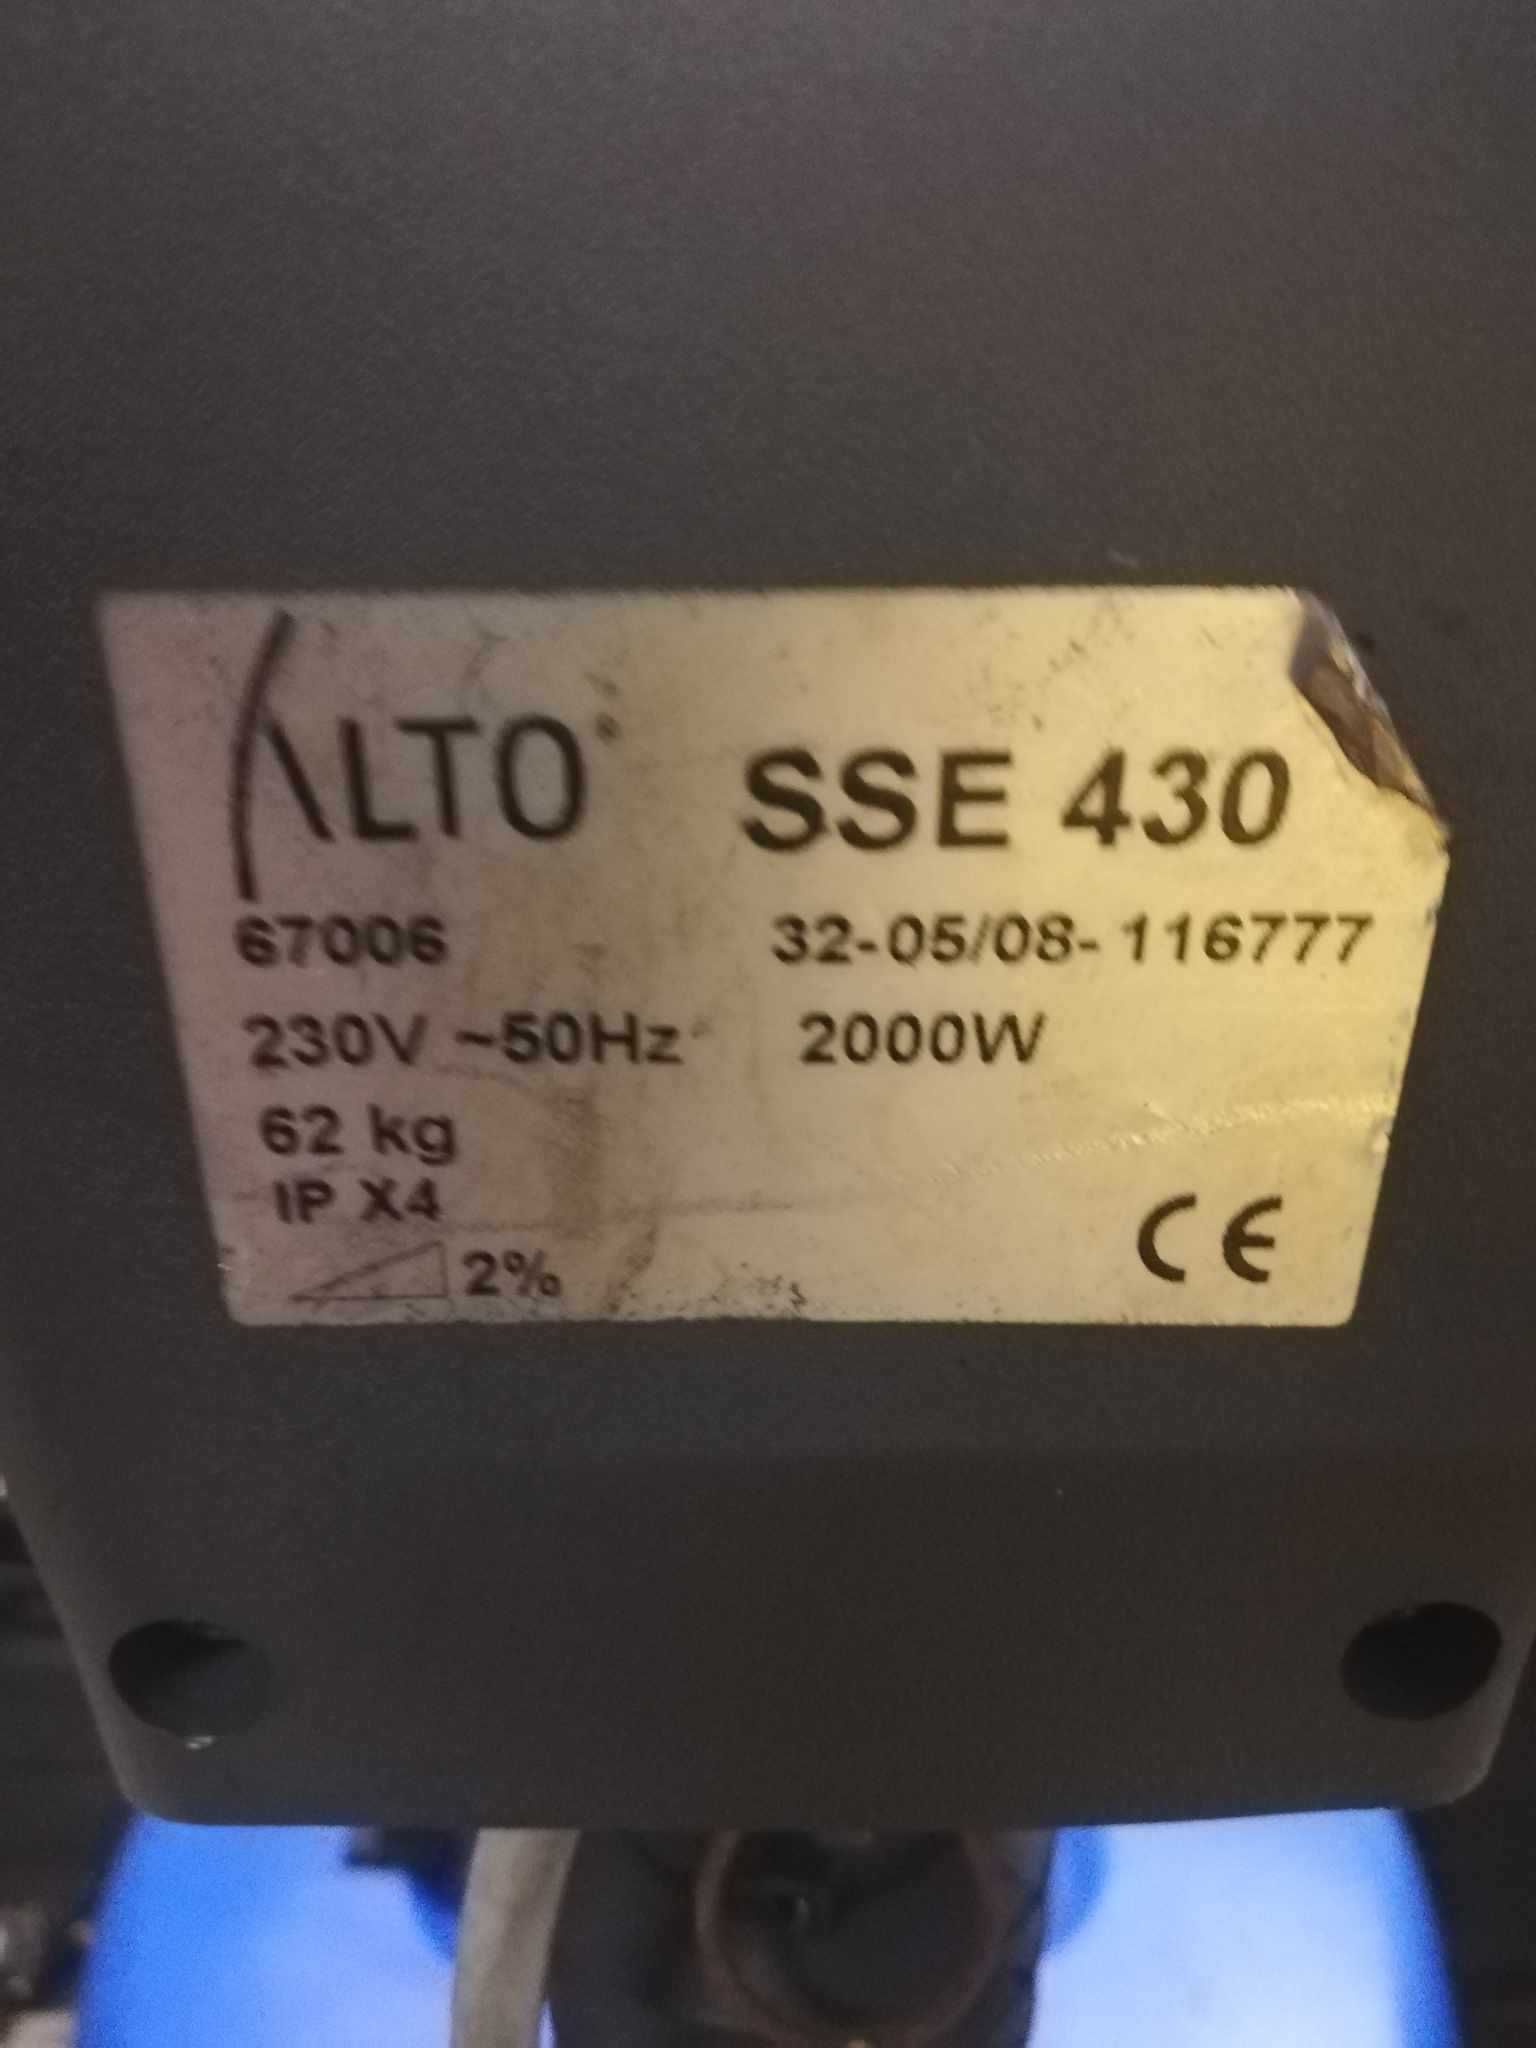 ALTO® SSE 430
67006 32-05/08-116777
230V ~50Hz 2000W
62 kg
IP X4
2% CE